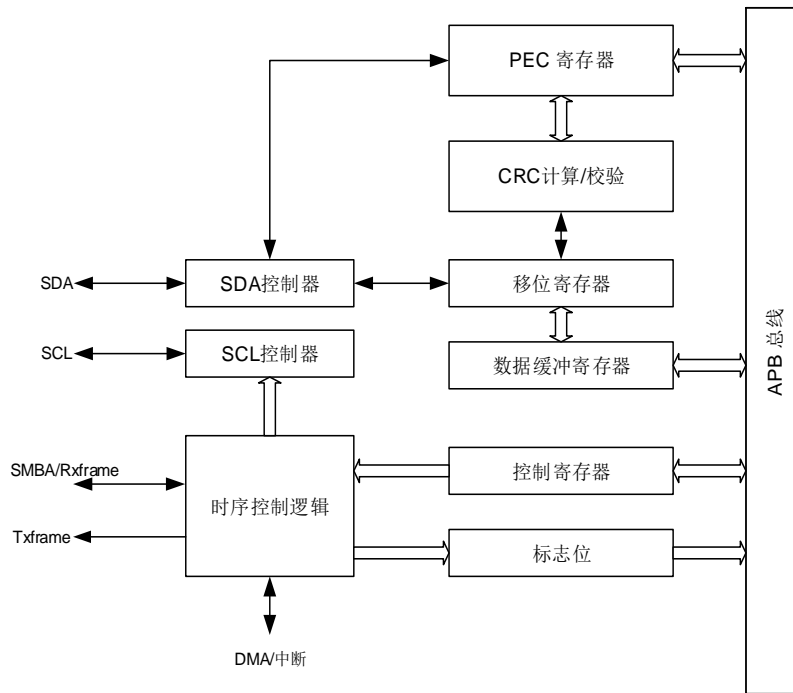 PEC 寄存器
CRC计算/校验
SDA
SDA控制器
移位寄存器
SCL
SCL控制器
数据缓冲寄存器
APB 总线
SMBA/Rxframe
时序控制逻辑
控制寄存器
Txframe
标志位
DMA/中断